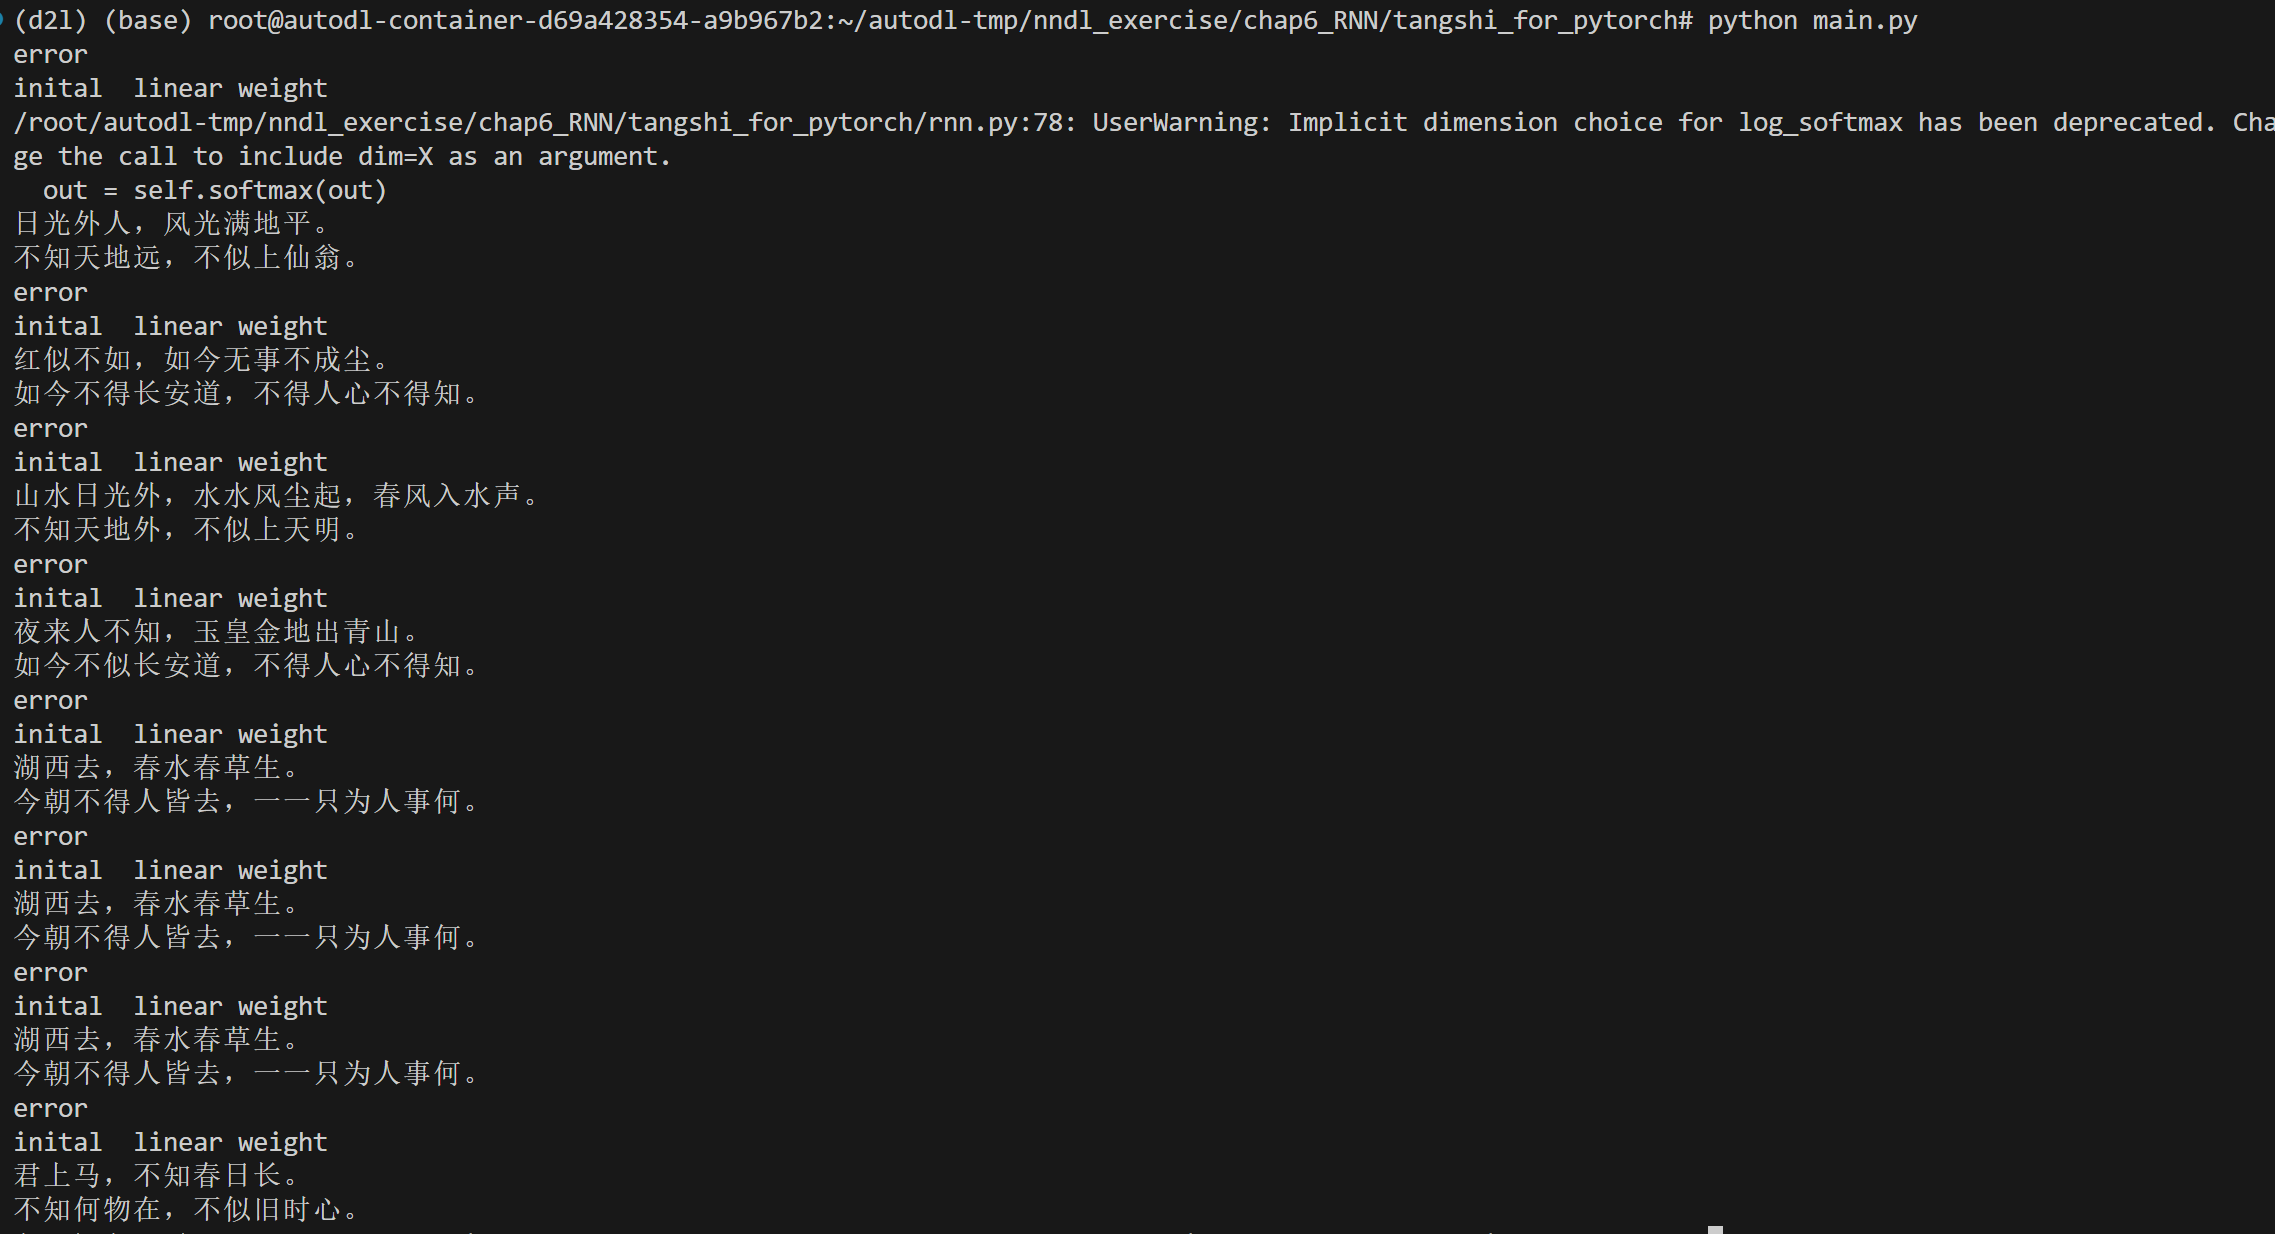 (d2l) (base) root@autodl-container-d69a428354-a9b967b2:~/autodl-tmp/nndl_exercise/chap6_RNN/tangshi_for_pytorch# python main.py
error
inital  linear weight
/root/autodl-tmp/nndl_exercise/chap6_RNN/tangshi_for_pytorch/rnn.py:78: UserWarning: Implicit dimension choice for log_softmax has been deprecated. Cha
ge the call to include dim=X as an argument.
  out = self.softmax(out)
日光外人，风光满地平。
不知天地远，不似上仙翁。
error
inital  linear weight
红似不如，如今无事不成尘。
如今不得长安道，不得人心不得知。
error
inital  linear weight
山水日光外，水水风尘起，春风入水声。
不知天地外，不似上天明。
error
inital  linear weight
夜来人不知，玉皇金地出青山。
如今不似长安道，不得人心不得知。
error
inital  linear weight
湖西去，春水春草生。
今朝不得人皆去，一一只为人事何。
error
inital  linear weight
湖西去，春水春草生。
今朝不得人皆去，一一只为人事何。
error
inital  linear weight
湖西去，春水春草生。
今朝不得人皆去，一一只为人事何。
error
inital  linear weight
君上马，不知春日长。
不知何物在，不似旧时心。